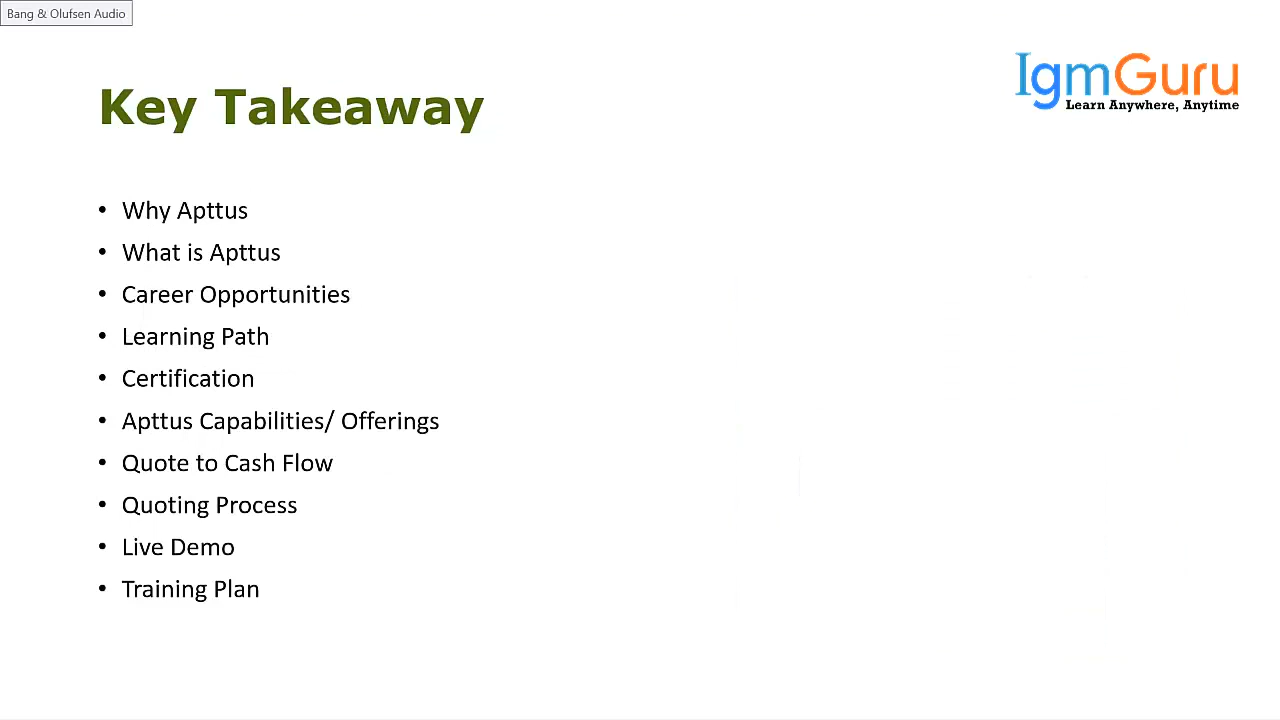 Bang & Olufsen Audio
IgmGuru
Learn Anywhere, Anytime
Key Takeaway
• Why Apttus
• What is Apttus
• Career Opportunities
• Learning Path
• Certification
• Apttus Capabilities/ Offerings
• Quote to Cash Flow
• Quoting Process
• Live Demo
• Training Plan